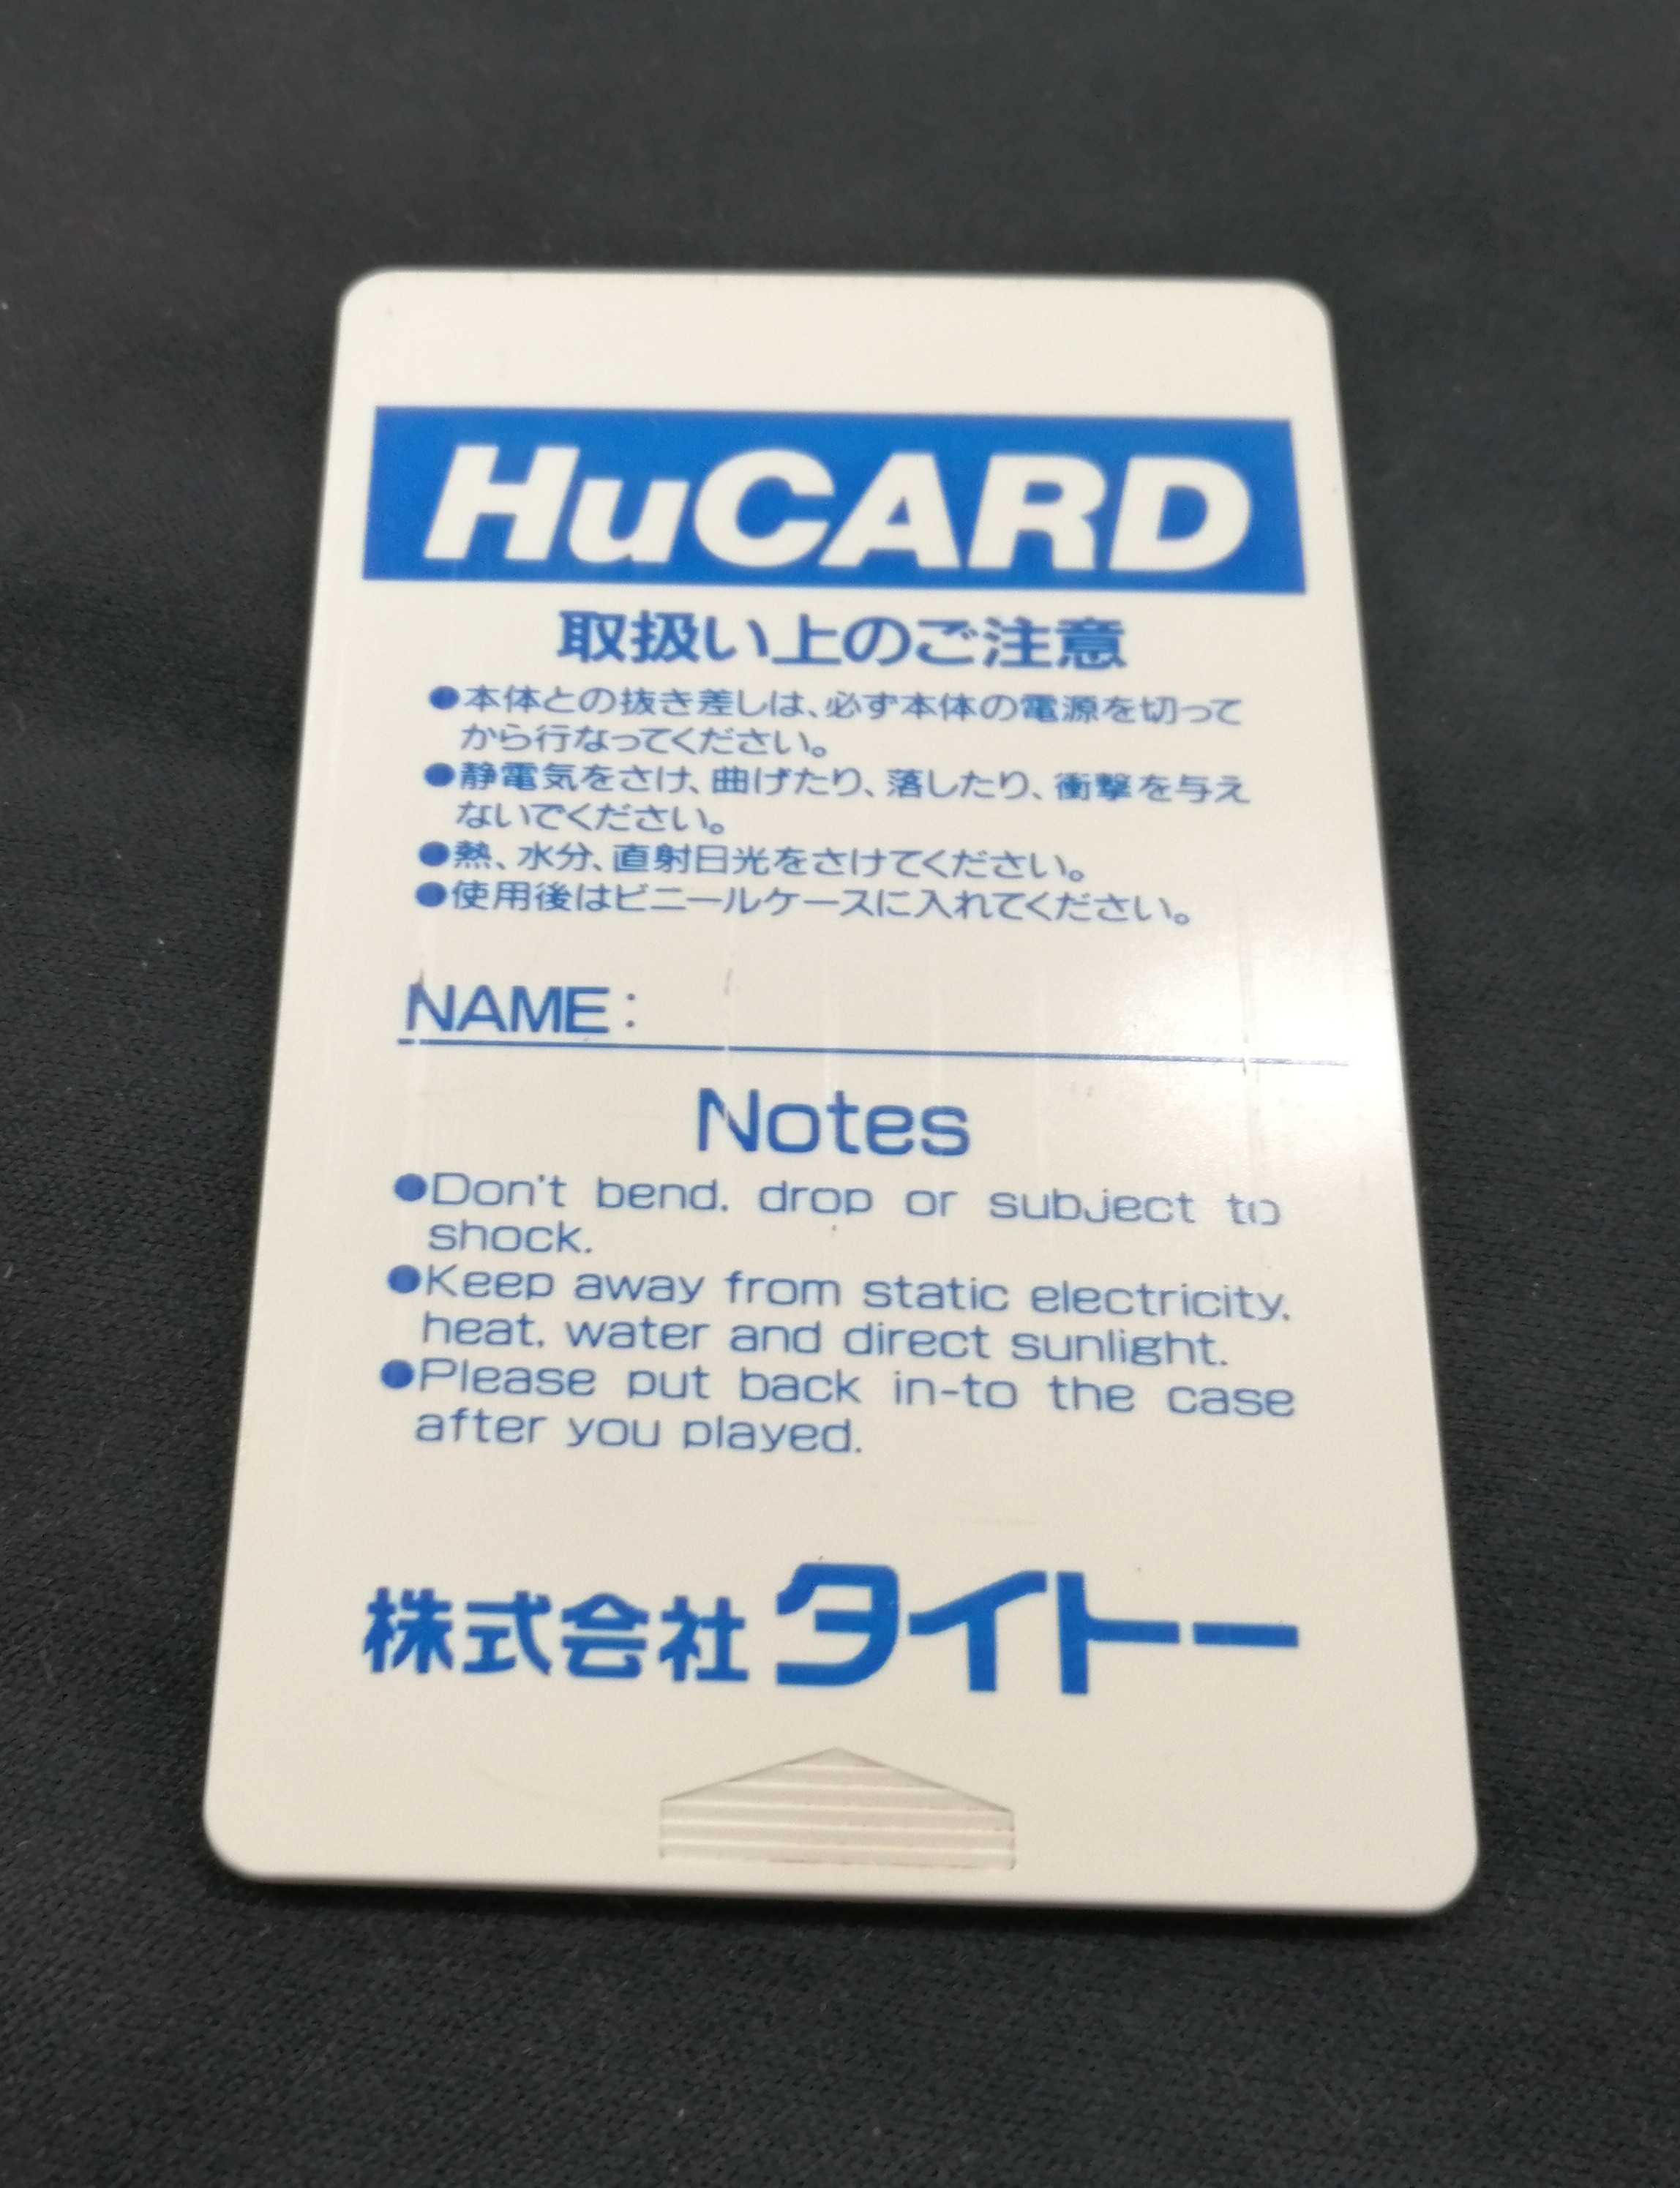 HuCARD
取扱い上のご注意
●本体との抜き差しは、必ず本体の電源を切って
から行なってください。
●静電気をさけ、曲げたり、落したり、衝撃を与え
ないでください。
●熱、水分、直射日光をさけてください。
●使用後はビニールケースに入れてください。
NAME:
Notes
●Don't bend, drop or subject to
shock.
●Keep away from static electricity,
heat, water and direct sunlight.
●Please put back in-to the case
after you played.
株式会社タイトー